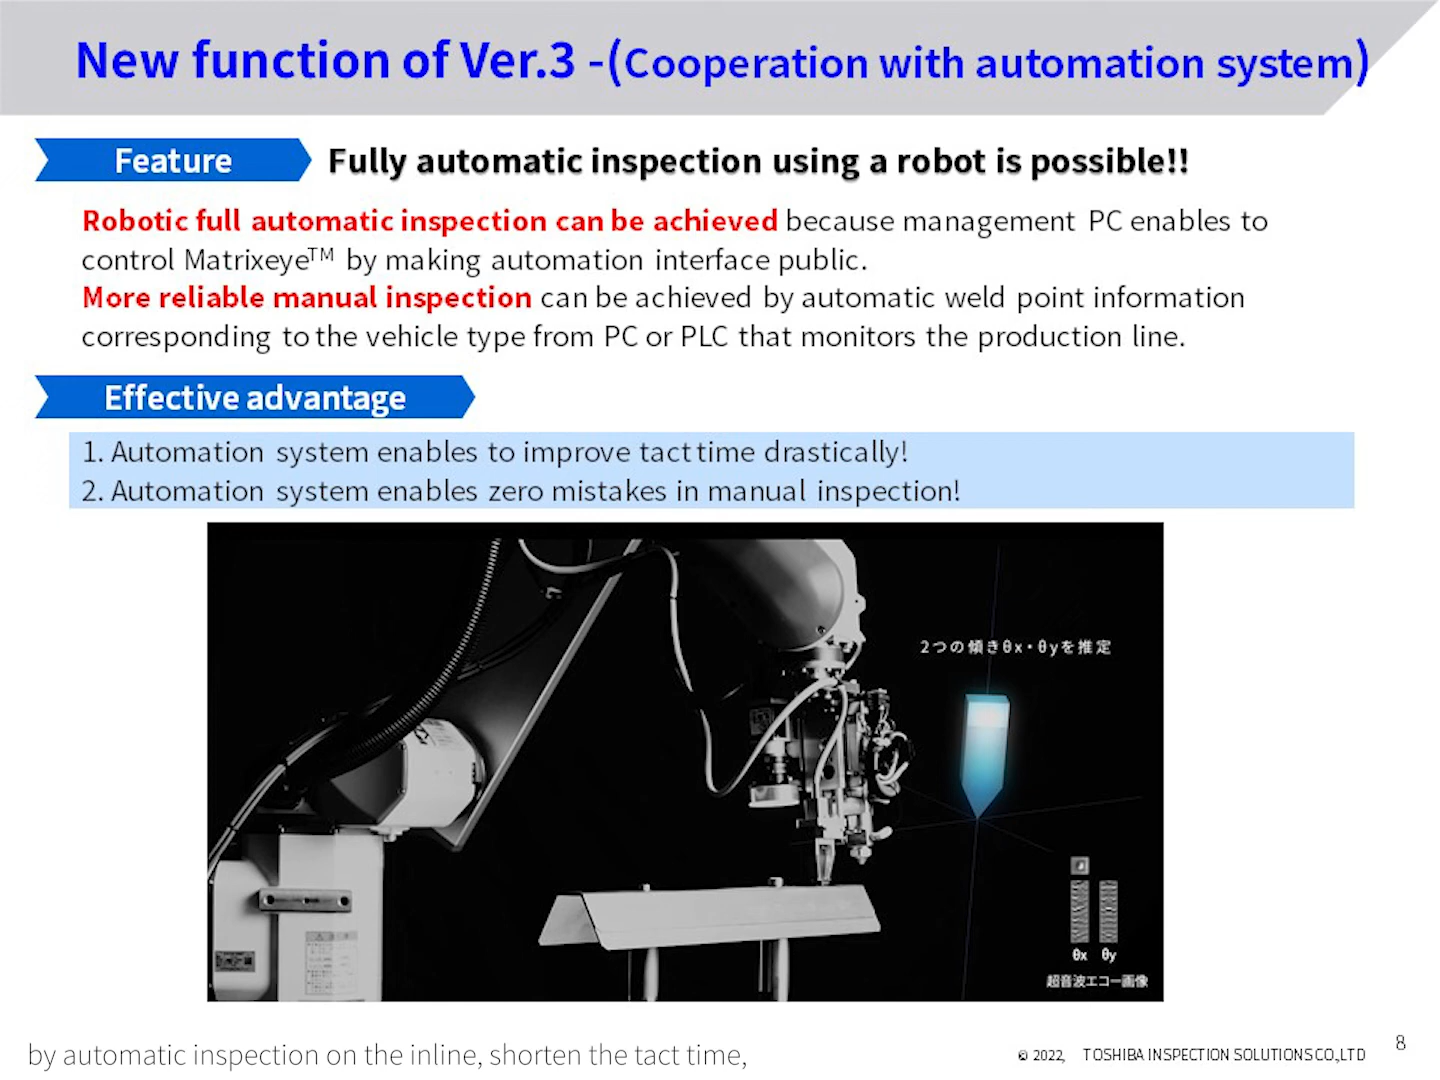 New function of Ver.3 -(Cooperation with automation system)
Feature
Fully automatic inspection using a robot is possible!!
Robotic full automatic inspection can be achieved because management PC enables to
control Matrixeye™ by making automation interface public.
More reliable manual inspection can be achieved by automatic weld point information
corresponding to the vehicle type from PC or PLC that monitors the production line.
Effective advantage
1. Automation system enables to improve tact time drastically!
2. Automation system enables zero mistakes in manual inspection!
2つの傾きθx・θyを推定
θx θy
超音波エコー画像
by automatic inspection on the inline, shorten the tact time,
© 2022, TOSHIBA INSPECTION SOLUTIONS CO.,LTD
8